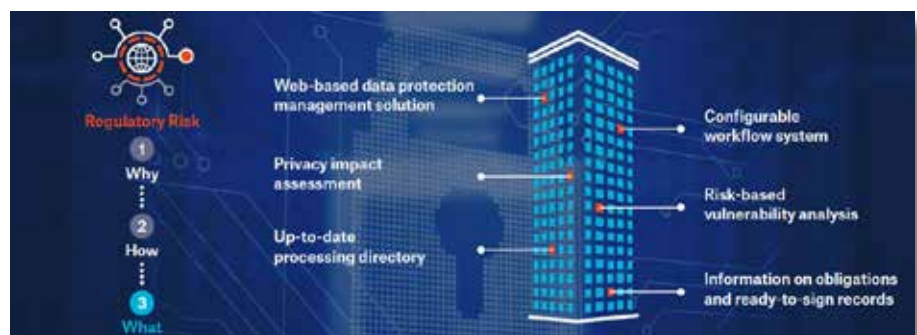 Regulatory Risk
1
Why
2
How
3
What
Web-based data protection
management solution
Privacy impact
assessment
Up-to-date
processing directory
Configurable
workflow system
Risk-based
vulnerability analysis
Information on obligations
and ready-to-sign records